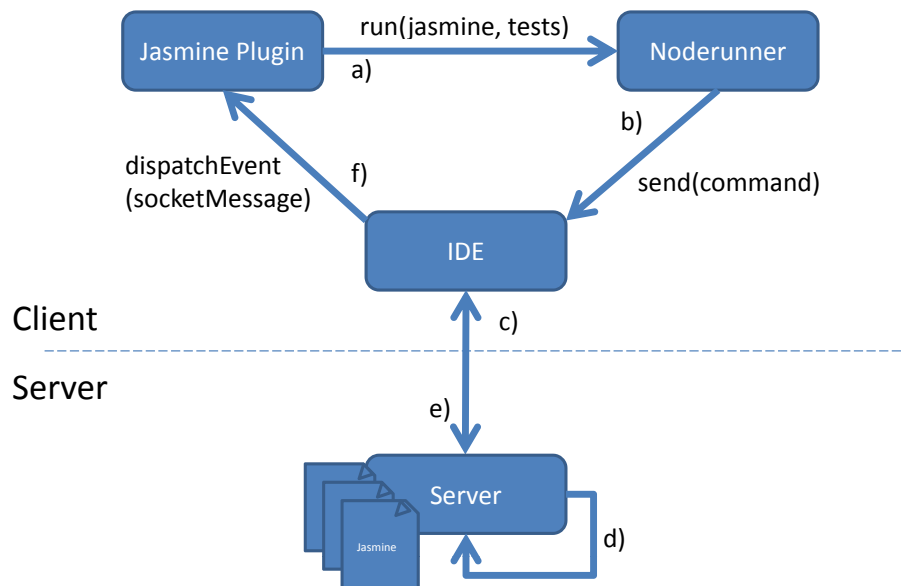 Jasmine Plugin
run(jasmine, tests)
a)
Noderunner
b)
dispatchEvent
(socketMessage)
f)
send(command)
IDE
Client
c)
Server
e)
Server
Jasmine
d)